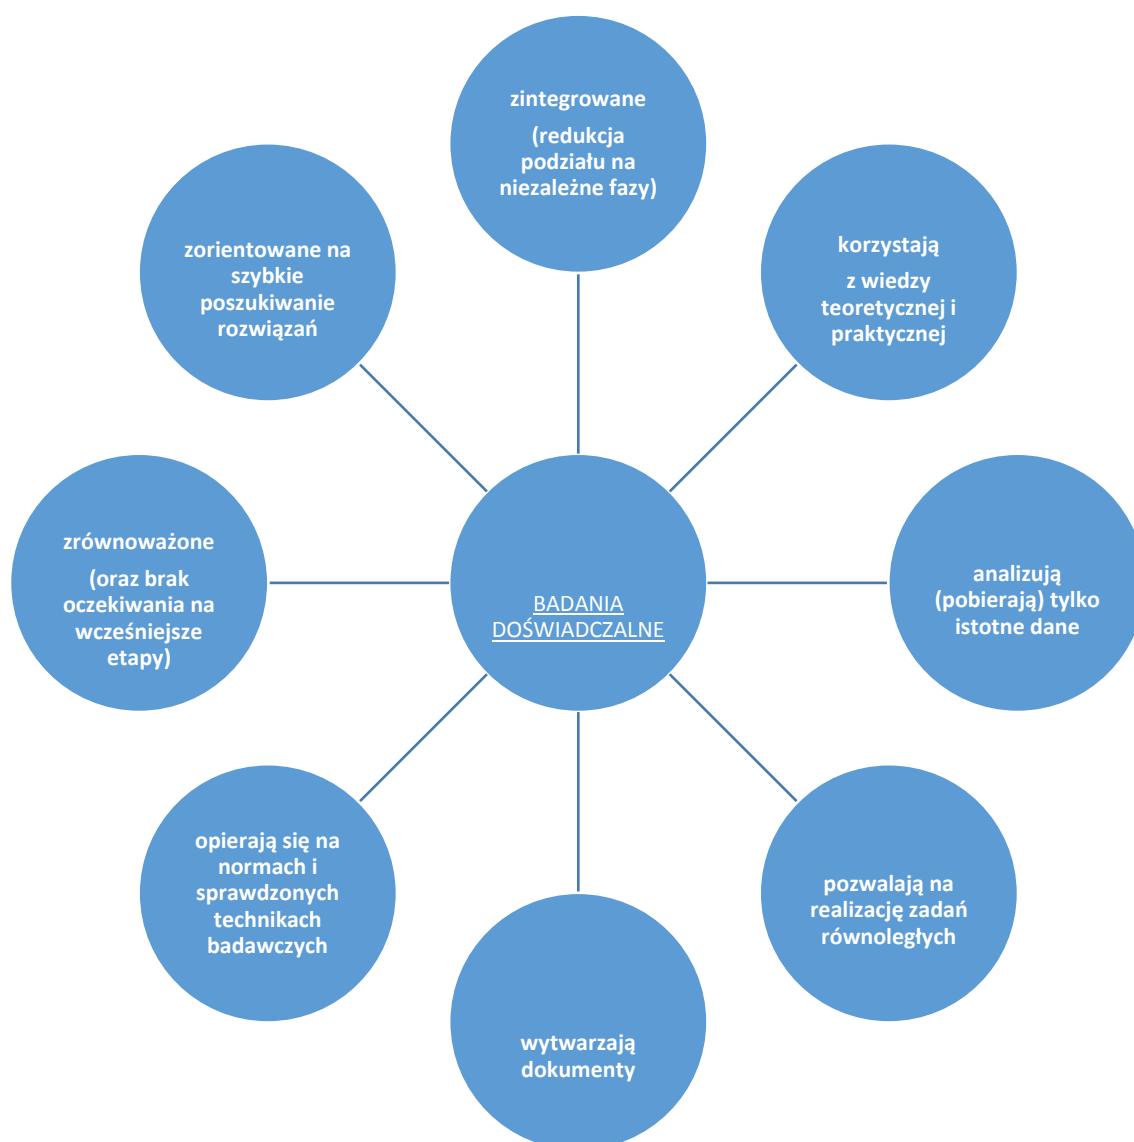 zintegrowane
(redukcja
podziału na
niezależne fazy)
korzystają
z wiedzy
teoretycznej i
praktycznej
analizują
(pobierają) tylko
istotne dane
pozwalają na
realizację zadań
równoległych
wytwarzają
dokumenty
opierają się na
normach i
sprawdzonych
technikach
badawczych
zrównoważone
(oraz brak
oczekiwania na
wcześniejsze
etapy)
zorientowane na
szybkie
poszukiwanie
rozwiązań
BADANIA
DOŚWIADCZALNE